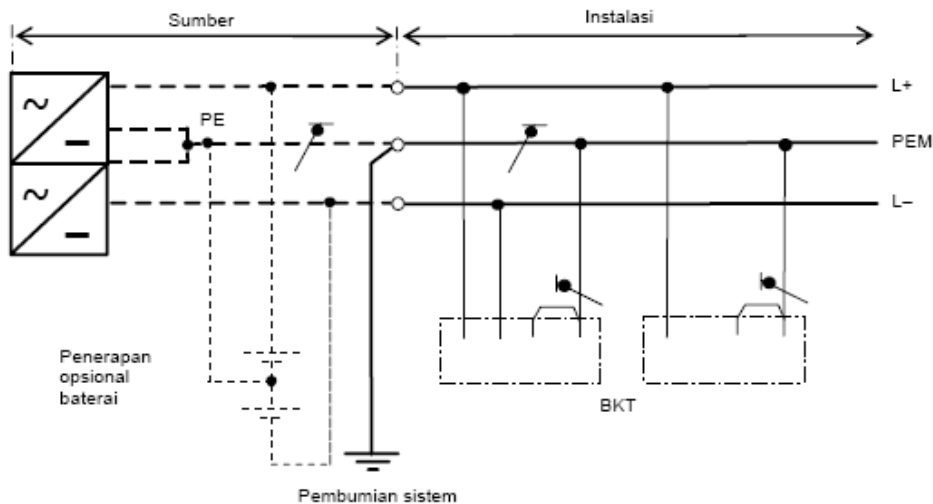 Sumber
Instalasi
L+
PE
PEM
L–
Penerapan
opsional
baterai
BKT
Pembumian sistem